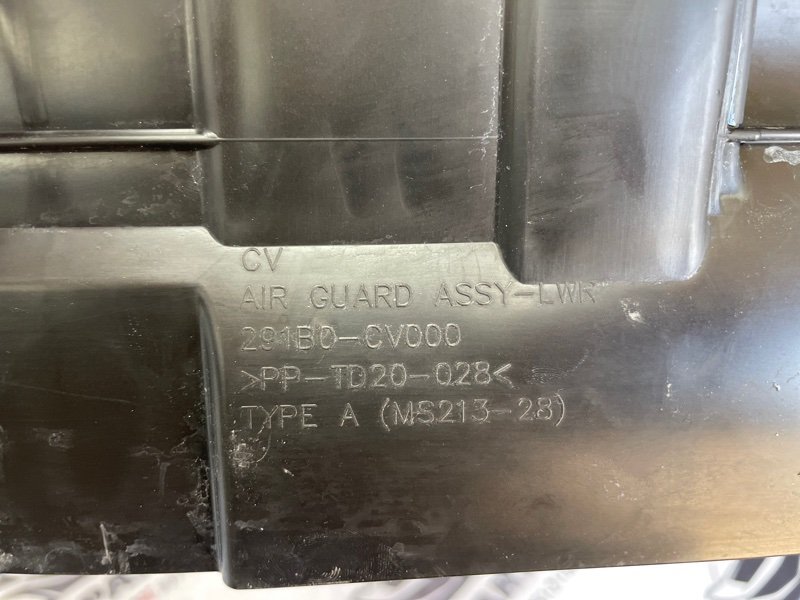 CV
AIR GUARD ASSY-LWR
291B0-CV000
>PP-TD20-028<
TYPE A (MS213-28)